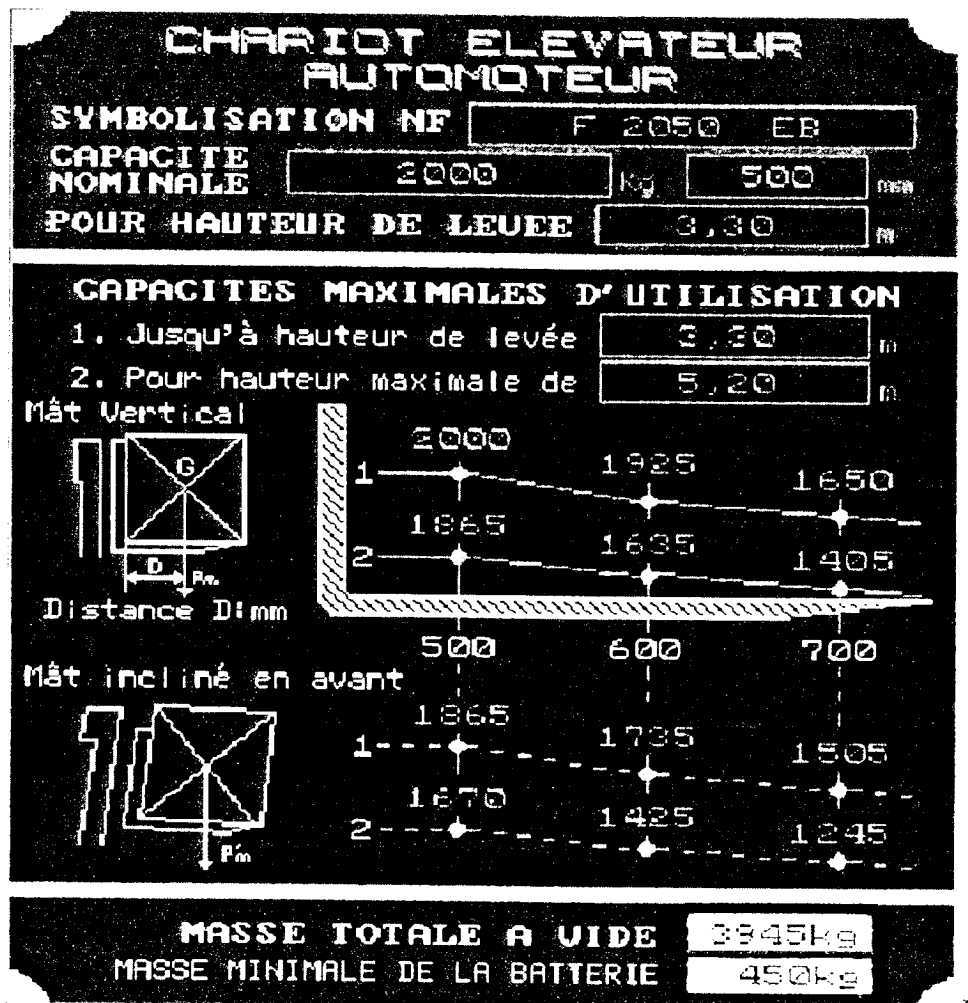 CHARIOT ELEVATEUR
AUTOMOTEUR
SYMBOLISATION NF F 2050 EB
CAPACITE
NOMINALE 2000 Kg 500 mm
POUR HAUTEUR DE LEVEE 3,30 m
CAPACITES MAXIMALES D'UTILISATION
1. Jusqu'à hauteur de levée 3,30 m
2. Pour hauteur maximale de 5,20 m
Mât Vertical
G
D
Pm
Distance D:mm
2000 1925 1650
1
1865 1635 1405
2
500 600 700
Mât incliné en avant
P'm
1865 1735 1505
1
1670 1425 1245
2
MASSE TOTALE A VIDE 3945kg
MASSE MINIMALE DE LA BATTERIE 450kg